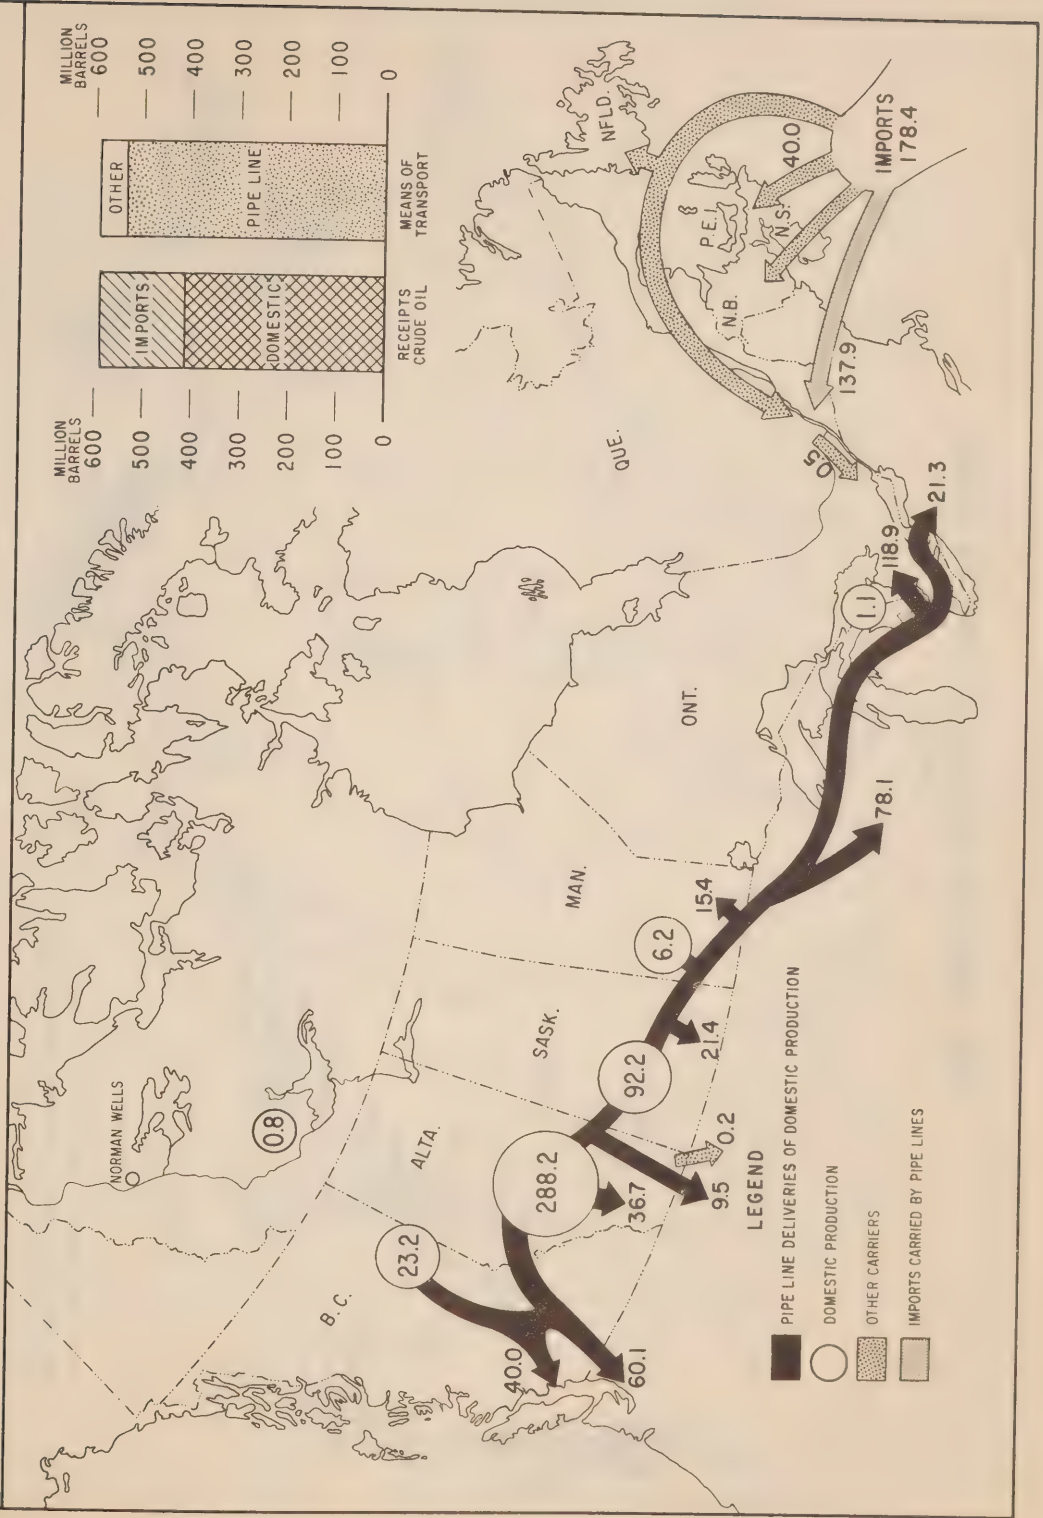 MILLION
BARRELS
600
500
400
300
200
100
0
IMPORTS
DOMESTIC
RECEIPTS
CRUDE OIL
OTHER
PIPE LINE
MEANS OF
TRANSPORT
MILLION
BARRELS
600
500
400
300
200
100
0
NORMAN WELLS
0.8
B.C.
ALTA.
SASK.
MAN.
ONT.
QUE.
NFLD.
P.E.I.
N.B.
N.S.
23.2
288.2
92.2
6.2
1.1
40.0
60.1
36.7
9.5
0.2
21.4
15.4
78.1
118.9
21.3
0.5
137.9
40.0
IMPORTS
178.4
LEGEND
PIPE LINE DELIVERIES OF DOMESTIC PRODUCTION
DOMESTIC PRODUCTION
OTHER CARRIERS
IMPORTS CARRIED BY PIPE LINES